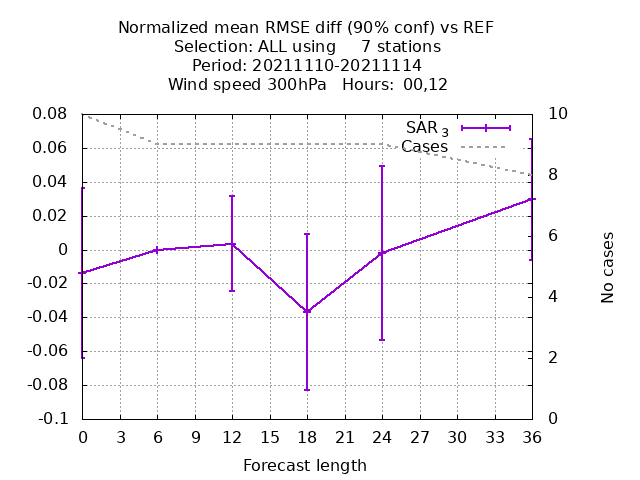 Normalized mean RMSE diff (90% conf) vs REF
Selection: ALL using 7 stations
Period: 20211110-20211114
Wind speed 300hPa Hours: 00,12
SAR 3
Cases
0.08
0.06
0.04
0.02
0
-0.02
-0.04
-0.06
-0.08
-0.1
10
8
6
4
2
0
No cases
0 3 6 9 12 15 18 21 24 27 30 33 36
Forecast length